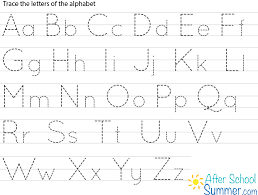 Trace the letters of the alphabet
Aa Bb Cc Dd Ee Ff
Gg Hh Ii Jj Kk Ll
Mm Nn Oo Pp Qq
Rr Ss Tt Uu Vv
Ww Xx Yy Zz
After School
Summer.com